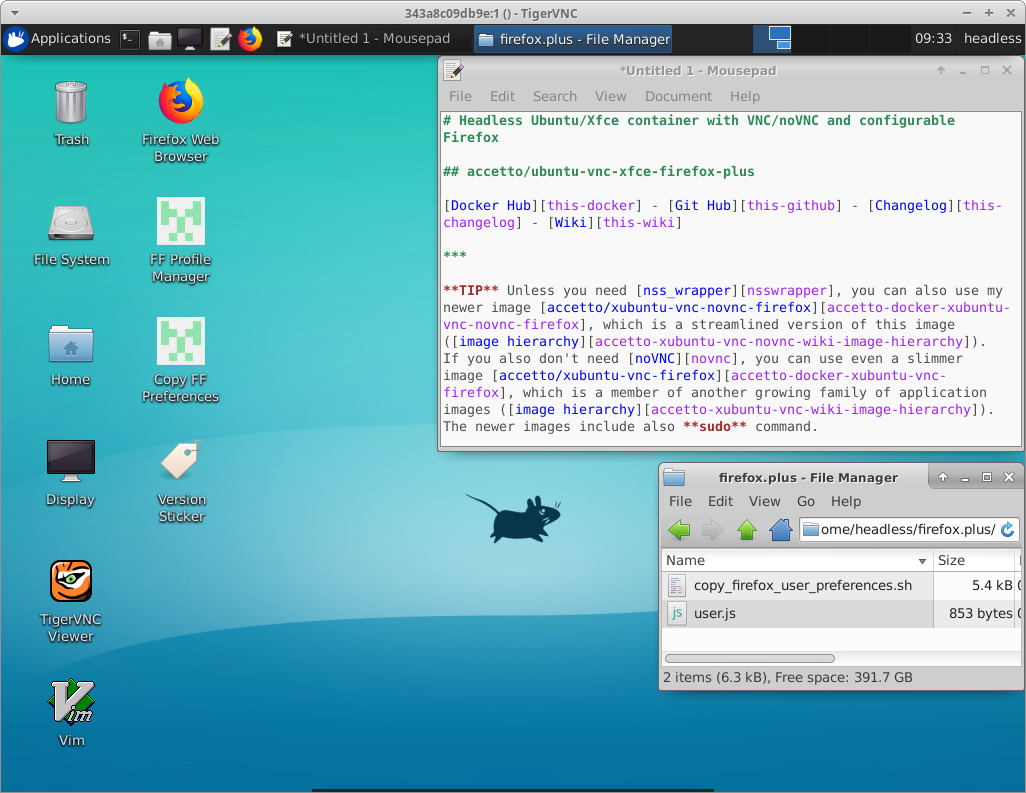 343a8c09db9e:1 () - TigerVNC
Applications
*Untitled 1 - Mousepad
firefox.plus - File Manager
09:33
headless
Trash
Firefox Web
Browser
File System
FF Profile
Manager
Home
Copy FF
Preferences
Display
Version
Sticker
TigerVNC
Viewer
Vim
*Untitled 1 - Mousepad
File Edit Search View Document Help
# Headless Ubuntu/Xfce container with VNC/noVNC and configurable
Firefox
## accetto/ubuntu-vnc-xfce-firefox-plus
[Docker Hub][this-docker] - [Git Hub][this-github] - [Changelog][this-
changelog] - [Wiki][this-wiki]
***
**TIP** Unless you need [nss_wrapper][nsswrapper], you can also use my
newer image [accetto/xubuntu-vnc-novnc-firefox][accetto-docker-xubuntu-
vnc-novnc-firefox], which is a streamlined version of this image
([image hierarchy][accetto-xubuntu-vnc-novnc-wiki-image-hierarchy]).
If you also don't need [noVNC][novnc], you can use even a slimmer
image [accetto/xubuntu-vnc-firefox][accetto-docker-xubuntu-vnc-
firefox], which is a member of another growing family of application
images ([image hierarchy][accetto-xubuntu-vnc-wiki-image-hierarchy]).
The newer images include also **sudo** command.
firefox.plus - File Manager
File Edit View Go Help
ome/headless/firefox.plus/
Name Size
copy_firefox_user_preferences.sh 5.4 kB
user.js 853 bytes
2 items (6.3 kB), Free space: 391.7 GB